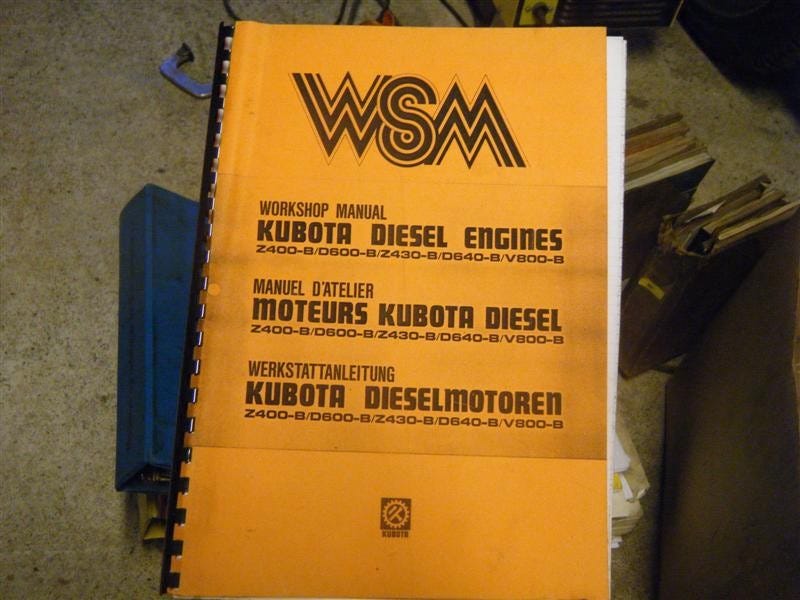 WSM
WORKSHOP MANUAL
KUBOTA DIESEL ENGINES
Z400-B/D600-B/Z430-B/D640-B/V800-B
MANUEL D'ATELIER
MOTEURS KUBOTA DIESEL
Z400-B/D600-B/Z430-B/D640-B/V800-B
WERKSTATTANLEITUNG
KUBOTA DIESELMOTOREN
Z400-B/D600-B/Z430-B/D640-B/V800-B
KUBOTA